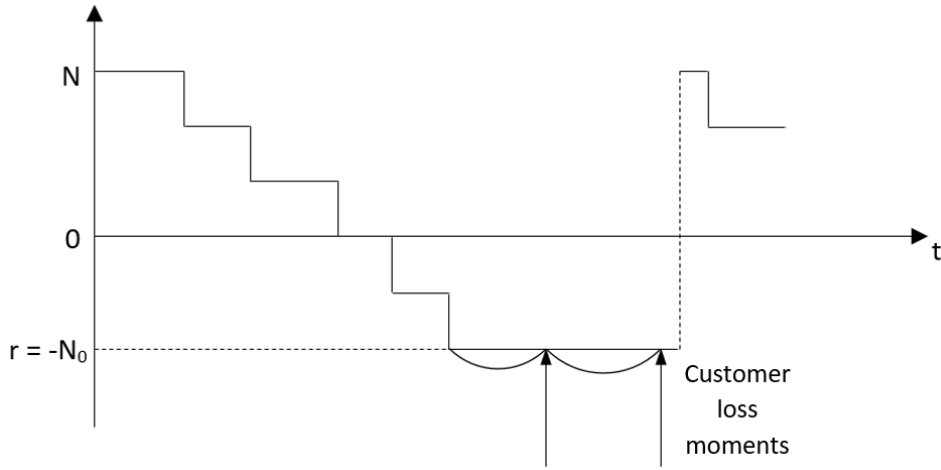 N
0
t
r = -N₀
Customer
loss
moments